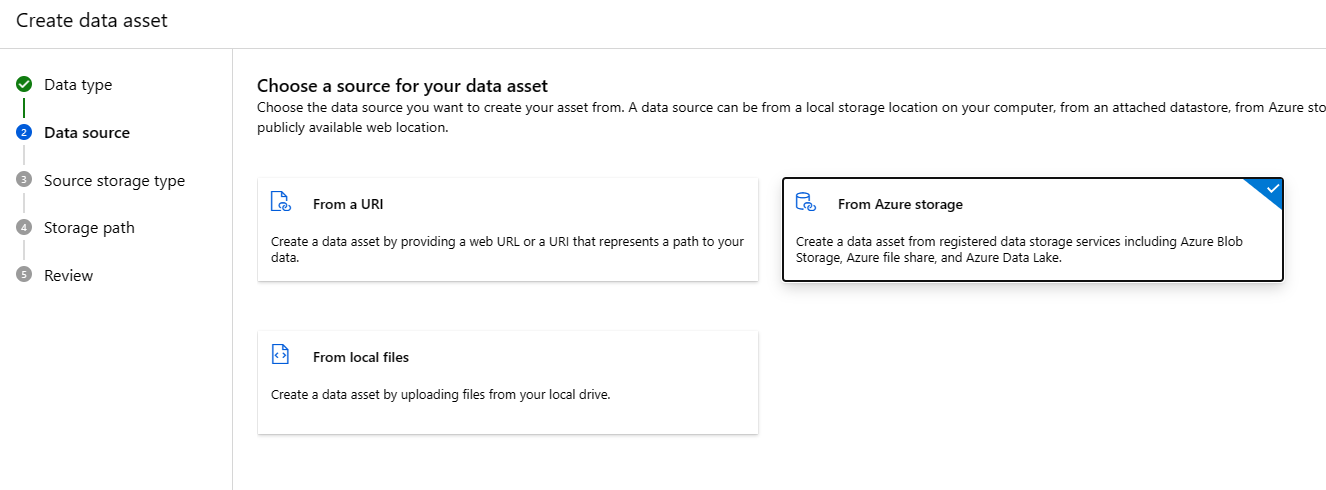 Create data asset
Data type
2
Data source
3
Source storage type
4
Storage path
5
Review
Choose a source for your data asset
Choose the data source you want to create your asset from. A data source can be from a local storage location on your computer, from an attached datastore, from Azure sto
publicly available web location.
From a URI
Create a data asset by providing a web URL or a URI that represents a path to your
data.
From Azure storage
Create a data asset from registered data storage services including Azure Blob
Storage, Azure file share, and Azure Data Lake.
From local files
Create a data asset by uploading files from your local drive.